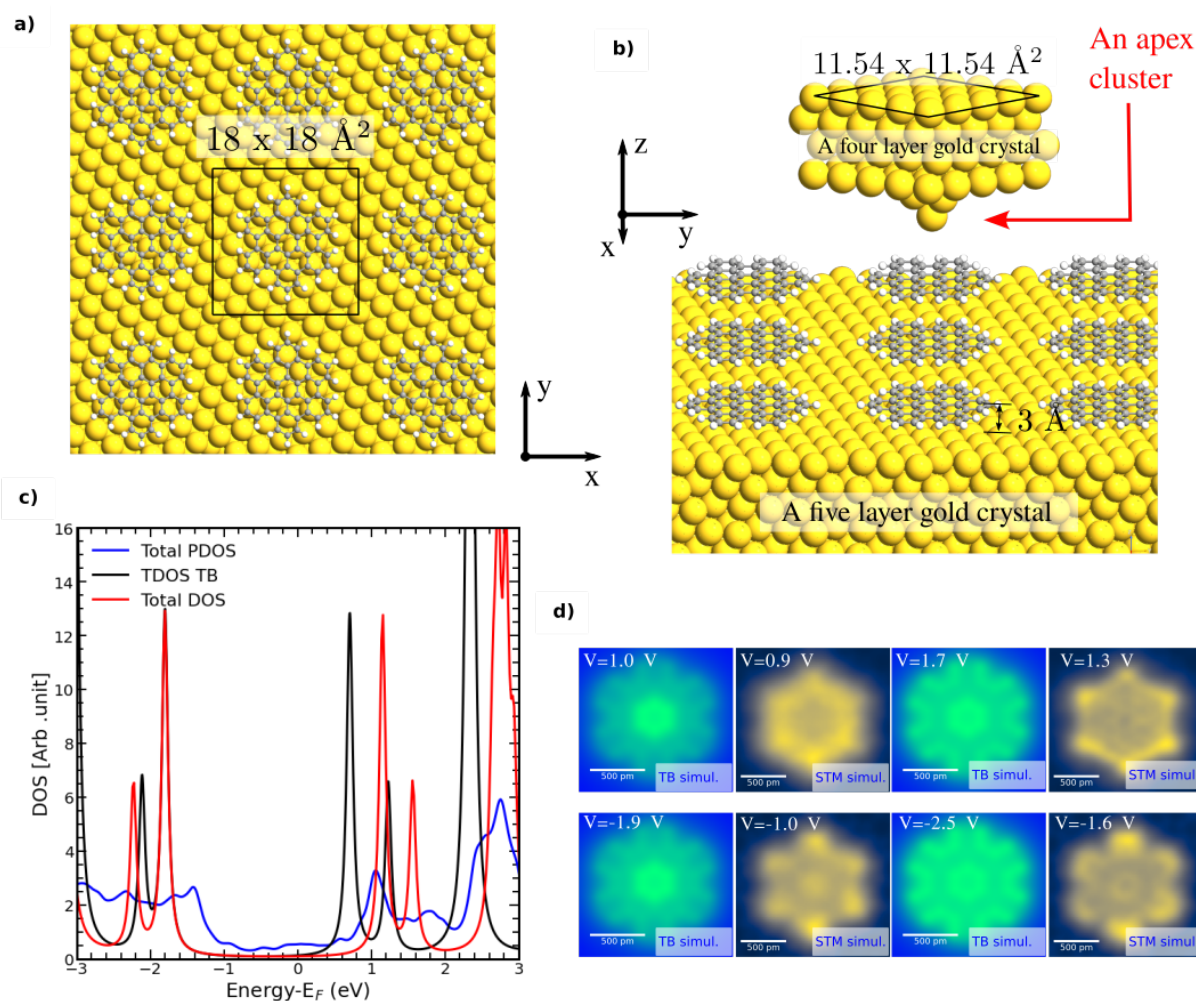 a)
18 x 18 Å²
y
x
b)
11.54 x 11.54 Å²
An apex
cluster
A four layer gold crystal
z
y
x
3 Å
A five layer gold crystal
c)
DOS [Arb .unit]
16
14
12
10
8
6
4
2
0
Total PDOS
TDOS TB
Total DOS
−3
−2
−1
0
1
2
3
Energy-E_F (eV)
d)
V=1.0 V
500 pm
TB simul.
V=0.9 V
500 pm
STM simul.
V=1.7 V
500 pm
TB simul.
V=1.3 V
500 pm
STM simul.
V=-1.9 V
500 pm
TB simul.
V=-1.0 V
500 pm
STM simul.
V=-2.5 V
500 pm
TB simul.
V=-1.6 V
500 pm
STM simul.